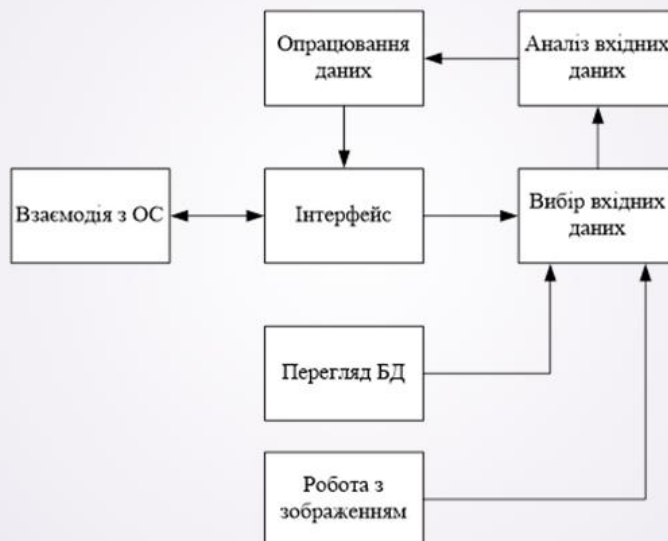 Опрацювання
даних
Аналіз вхідних
даних
Взаємодія з ОС
Інтерфейс
Вибір вхідних
даних
Перегляд БД
Робота з
зображенням